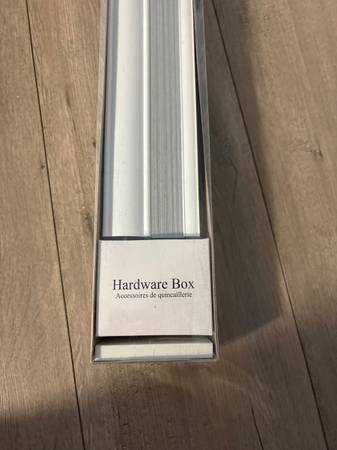 Hardware Box
Accessoires de quincaillerie